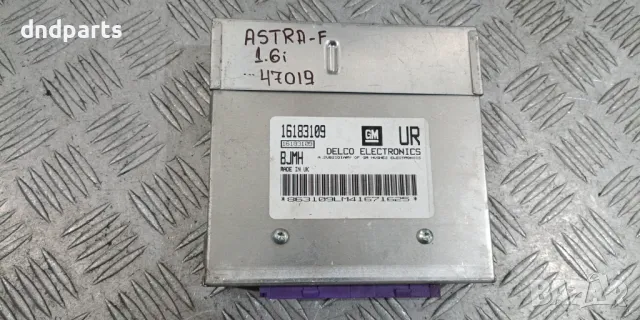 dndparts
ASTRA-F
1.6i
47019
16183109
16183109
BJMH
MADE IN UK
GM
UR
DELCO ELECTRONICS
A SUBSIDIARY OF GM HUGHES ELECTRONICS
*863109LM41671625*